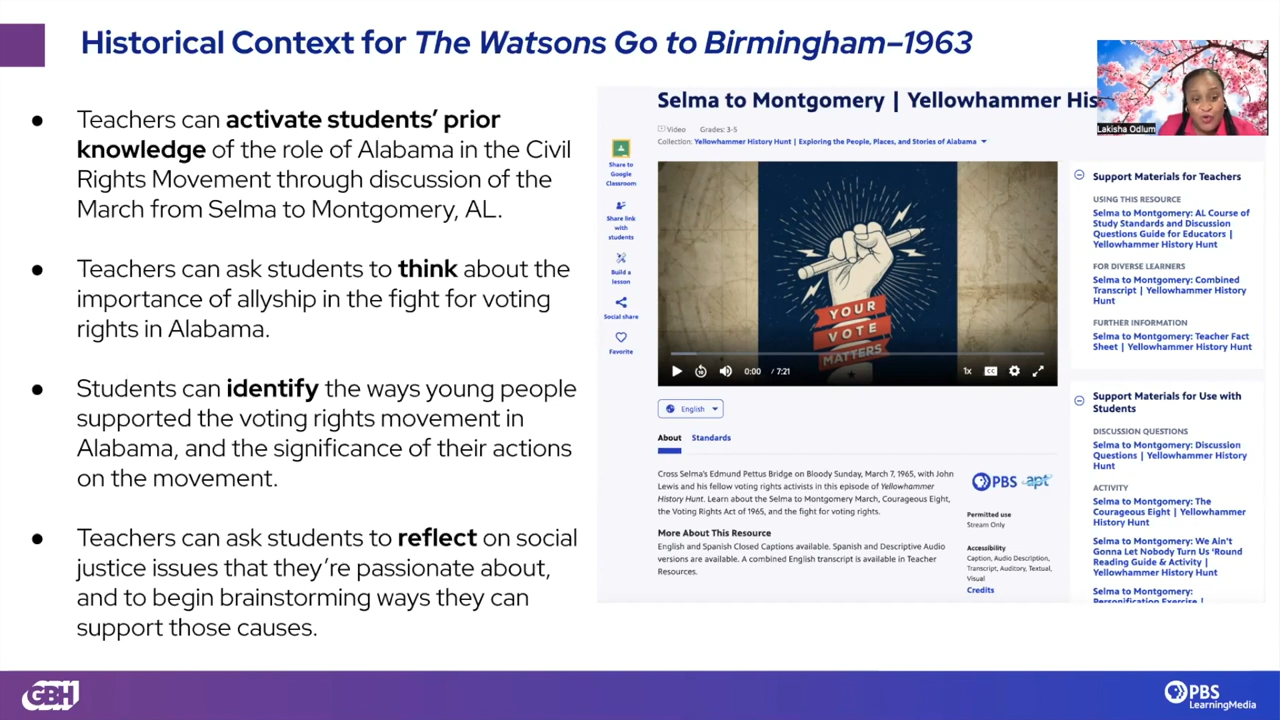 Historical Context for The Watsons Go to Birmingham–1963
● Teachers can activate students’ prior
knowledge of the role of Alabama in the Civil
Rights Movement through discussion of the
March from Selma to Montgomery, AL.
● Teachers can ask students to think about the
importance of allyship in the fight for voting
rights in Alabama.
● Students can identify the ways young people
supported the voting rights movement in
Alabama, and the significance of their actions
on the movement.
● Teachers can ask students to reflect on social
justice issues that they’re passionate about,
and to begin brainstorming ways they can
support those causes.
Selma to Montgomery | Yellowhammer His
Video Grades: 3-5
Collection: Yellowhammer History Hunt | Exploring the People, Places, and Stories of Alabama
Share to
Google
Classroom
Share link
with
students
Build a
lesson
Social share
Favorite
YOUR
VOTE
MATTERS
0:00 / 7:21
1x
CC
English
About Standards
Cross Selma's Edmund Pettus Bridge on Bloody Sunday, March 7, 1965, with John
Lewis and his fellow voting rights activists in this episode of Yellowhammer
History Hunt. Learn about the Selma to Montgomery March, Courageous Eight,
the Voting Rights Act of 1965, and the fight for voting rights.
More About This Resource
English and Spanish Closed Captions available. Spanish and Descriptive Audio
versions are available. A combined English transcript is available in Teacher
Resources.
PBS apt
Permitted use
Stream Only
Accessibility
Caption, Audio Description,
Transcript, Auditory, Textual,
Visual
Credits
Lakisha Odlum
Support Materials for Teachers
USING THIS RESOURCE
Selma to Montgomery: AL Course of
Study Standards and Discussion
Questions Guide for Educators |
Yellowhammer History Hunt
FOR DIVERSE LEARNERS
Selma to Montgomery: Combined
Transcript | Yellowhammer History
Hunt
FURTHER INFORMATION
Selma to Montgomery: Teacher Fact
Sheet | Yellowhammer History Hunt
Support Materials for Use with
Students
DISCUSSION QUESTIONS
Selma to Montgomery: Discussion
Questions | Yellowhammer History
Hunt
ACTIVITY
Selma to Montgomery: The
Courageous Eight | Yellowhammer
History Hunt
Selma to Montgomery: We Ain't
Gonna Let Nobody Turn Us 'Round
Reading Guide & Activity |
Yellowhammer History Hunt
Selma to Montgomery:
Personification Exercise |
GBH
PBS
LearningMedia